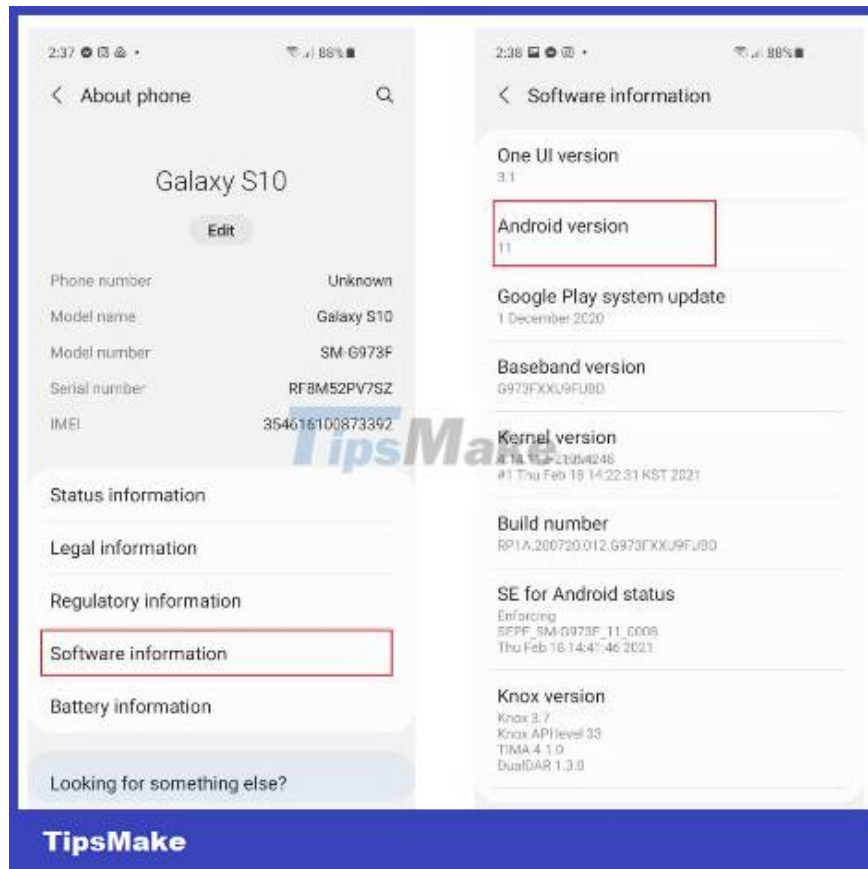 2:37
88%
About phone
Galaxy S10
Edit
Phone number Unknown
Model name Galaxy S10
Model number SM-G973F
Serial number RF8M52PV7SZ
IMEI 354616100873392
Status information
Legal information
Regulatory information
Software information
Battery information
Looking for something else?
2:38
88%
Software information
One UI version
3.1
Android version
11
Google Play system update
1 December 2020
Baseband version
G973FXXU9FUBD
Kernel version
#1 Thu Feb 18 14:22:31 KST 2021
Build number
RP1A.200720.012.G973FXXU9FUBD
SE for Android status
Enforcing
SEPF_SM-G973F_11_0008
Thu Feb 18 14:41:46 2021
Knox version
Knox 3.7
Knox API level 33
TIMA 4.1.0
DualDAR 1.3.0
TipsMake
TipsMake